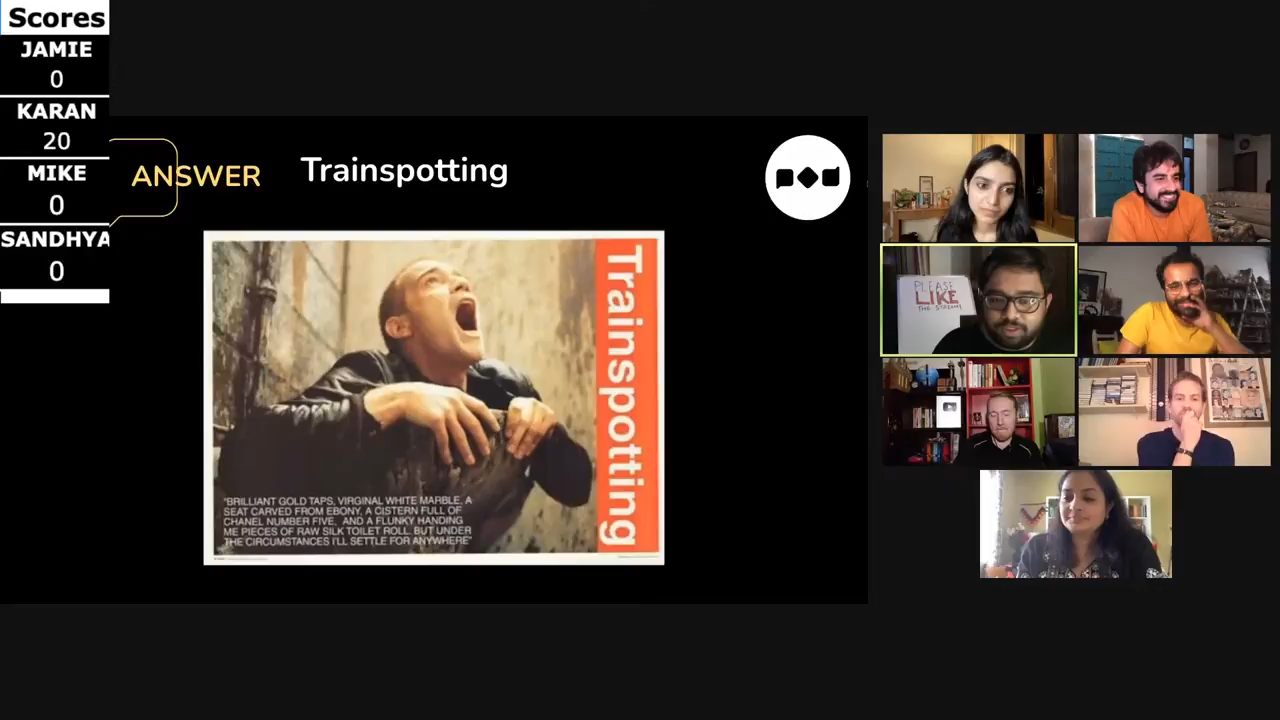 Scores
JAMIE
0
KARAN
20
MIKE
0
SANDHYA
0
ANSWER
Trainspotting
Trainspotting
"BRILLIANT GOLD TAPS, VIRGINAL WHITE MARBLE, A
SEAT CARVED FROM EBONY, A CISTERN FULL OF
CHANEL NUMBER FIVE, AND A FLUNKY HANDING
ME PIECES OF RAW SILK TOILET ROLL. BUT UNDER
THE CIRCUMSTANCES I'LL SETTLE FOR ANYWHERE"
PLEASE
LIKE
THE STREAM